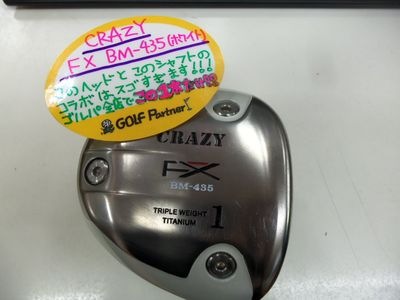 CRAZY
FX BM-435(ホワイト)
このヘッドとこのシャフトの
コラボはスゴすぎます!!!
ゴルパ全店で
GOLF Partner
CRAZY
FX
BM-435
TRIPLE WEIGHT
TITANIUM
1